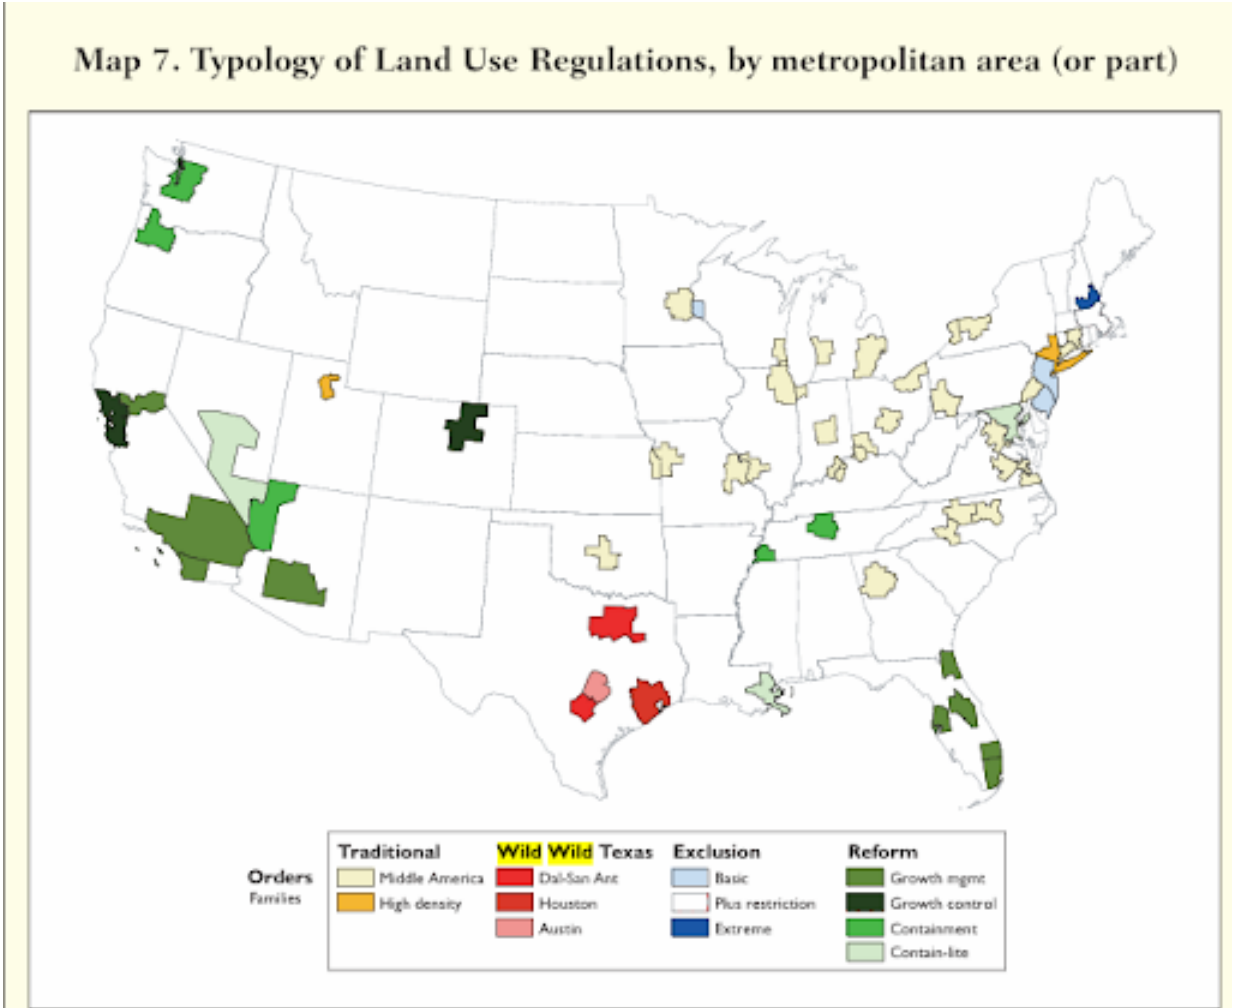 Map 7. Typology of Land Use Regulations, by metropolitan area (or part)
Orders
Families
Traditional
Middle America
High density
Wild Wild Texas
Dal-San Ant
Houston
Austin
Exclusion
Basic
Plus restriction
Extreme
Reform
Growth mgmt
Growth control
Containment
Contain-lite